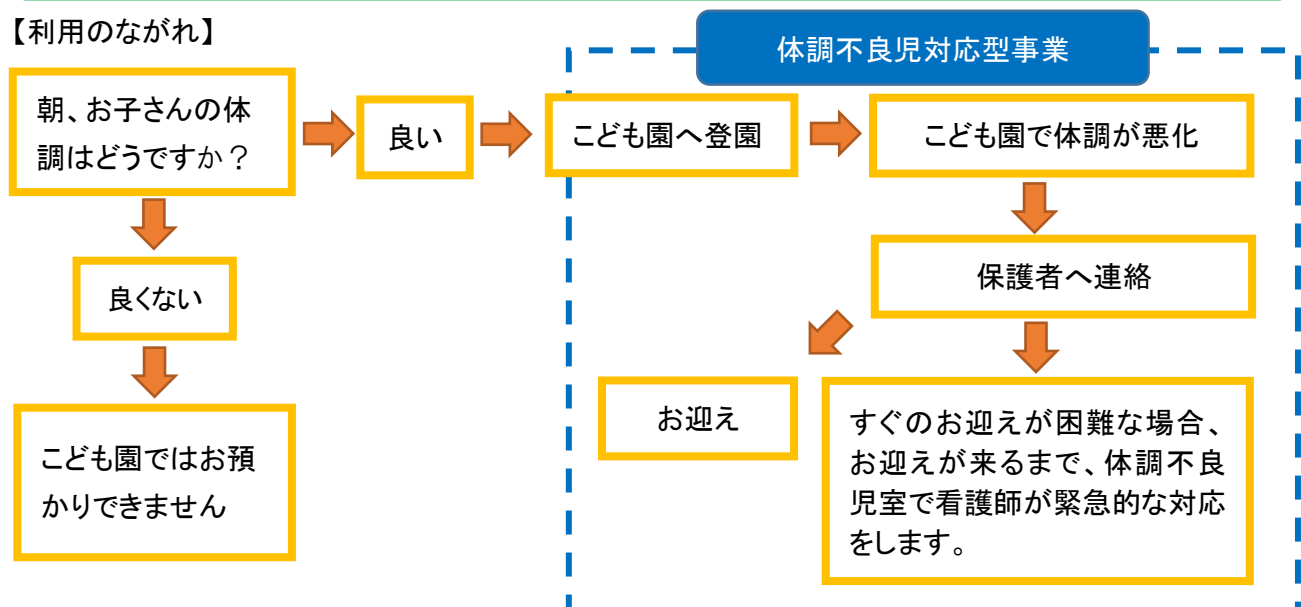 【利用のながれ】
体調不良児対応型事業
朝、お子さんの体
調はどうですか？
良い
こども園へ登園
こども園で体調が悪化
良くない
保護者へ連絡
こども園ではお預
かりできません
お迎え
すぐのお迎えが困難な場合、
お迎えが来るまで、体調不良
児室で看護師が緊急的な対応
をします。